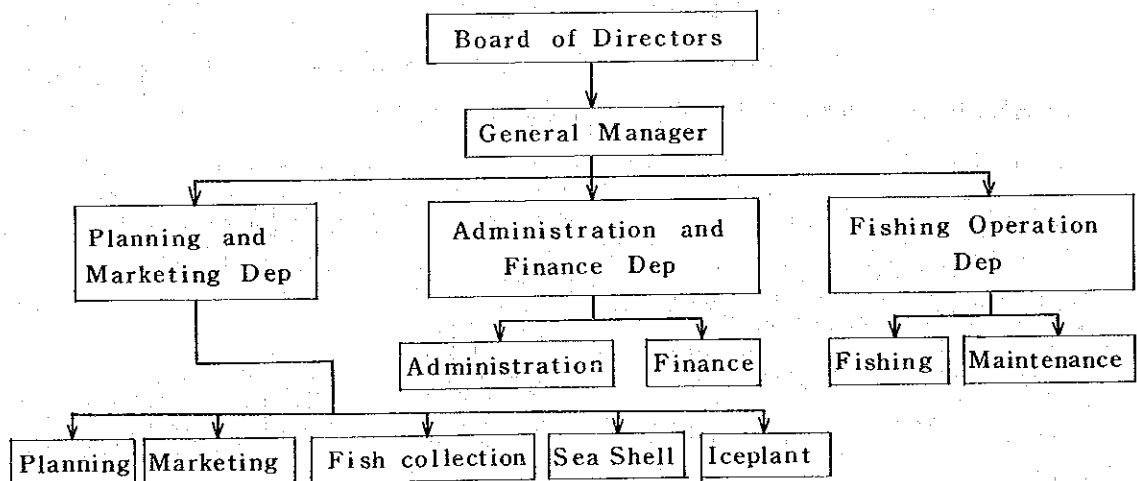 Board of Directors
General Manager
Planning and
Marketing Dep
Administration and
Finance Dep
Fishing Operation
Dep
Administration
Finance
Fishing
Maintenance
Planning
Marketing
Fish collection
Sea Shell
Iceplant